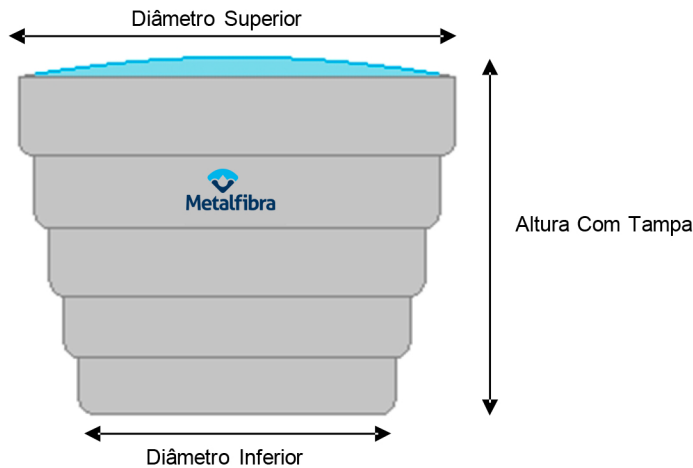 Diâmetro Superior
Metalfibra
Altura Com Tampa
Diâmetro Inferior